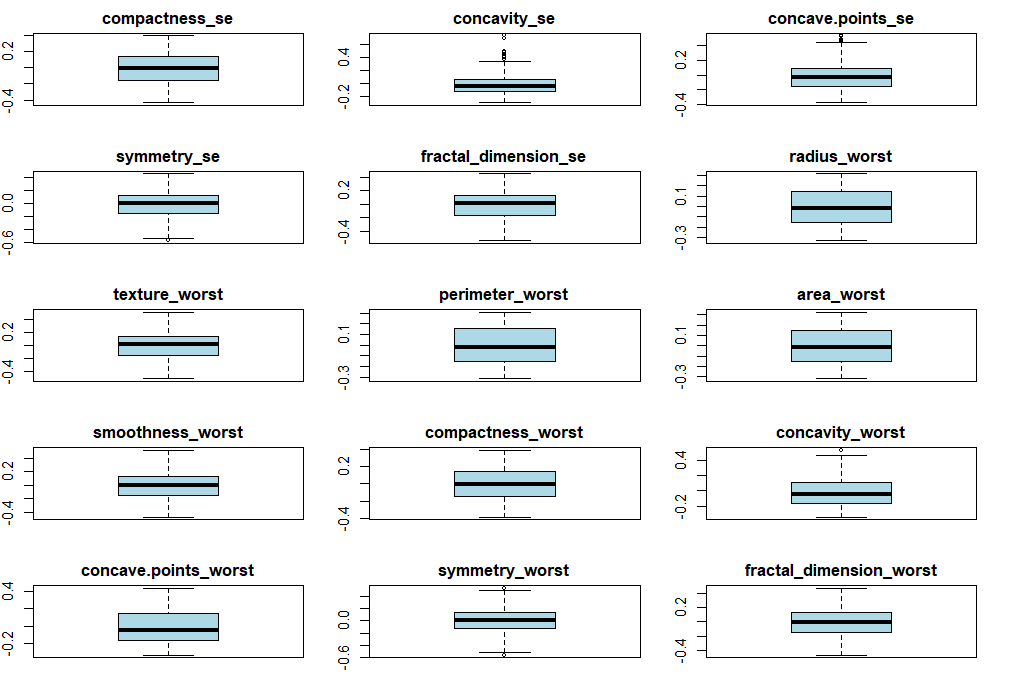 compactness_se concavity_se concave.points_se
0.2 0.4 0.2
-0.4 -0.2 -0.4
symmetry_se fractal_dimension_se radius_worst
0.0 0.2 0.1
-0.6 -0.4 -0.3
texture_worst perimeter_worst area_worst
0.2 0.1 0.1
-0.4 -0.3 -0.3
smoothness_worst compactness_worst concavity_worst
0.2 0.2 0.4
-0.4 -0.4 -0.2
concave.points_worst symmetry_worst fractal_dimension_worst
0.4 0.0 0.2
-0.2 -0.6 -0.4